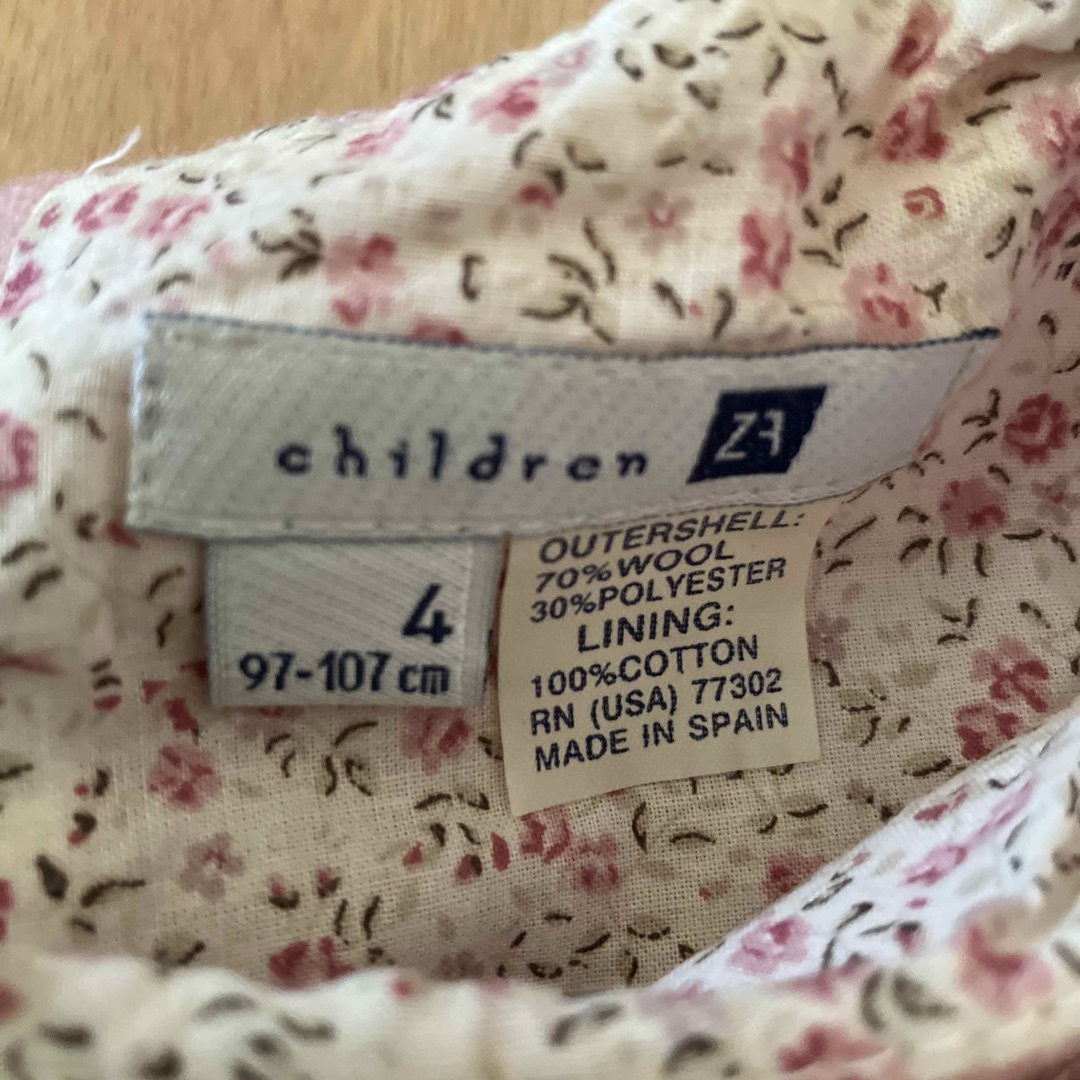 children ZA
4
97-107 cm
OUTERSHELL:
70%WOOL
30%POLYESTER
LINING:
100%COTTON
RN (USA) 77302
MADE IN SPAIN